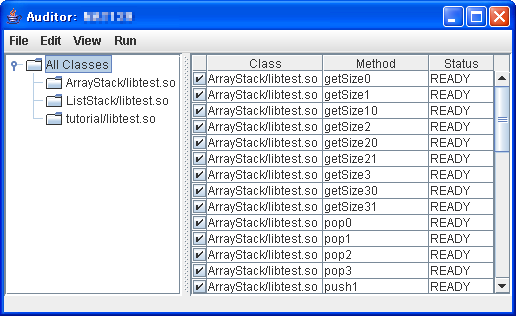 Auditor:
File Edit View Run
All Classes
ArrayStack/libtest.so
ListStack/libtest.so
tutorial/libtest.so
Class Method Status
ArrayStack/libtest.so getSize0 READY
ArrayStack/libtest.so getSize1 READY
ArrayStack/libtest.so getSize10 READY
ArrayStack/libtest.so getSize2 READY
ArrayStack/libtest.so getSize20 READY
ArrayStack/libtest.so getSize21 READY
ArrayStack/libtest.so getSize3 READY
ArrayStack/libtest.so getSize30 READY
ArrayStack/libtest.so getSize31 READY
ArrayStack/libtest.so pop0 READY
ArrayStack/libtest.so pop1 READY
ArrayStack/libtest.so pop2 READY
ArrayStack/libtest.so pop3 READY
ArrayStack/libtest.so push1 READY